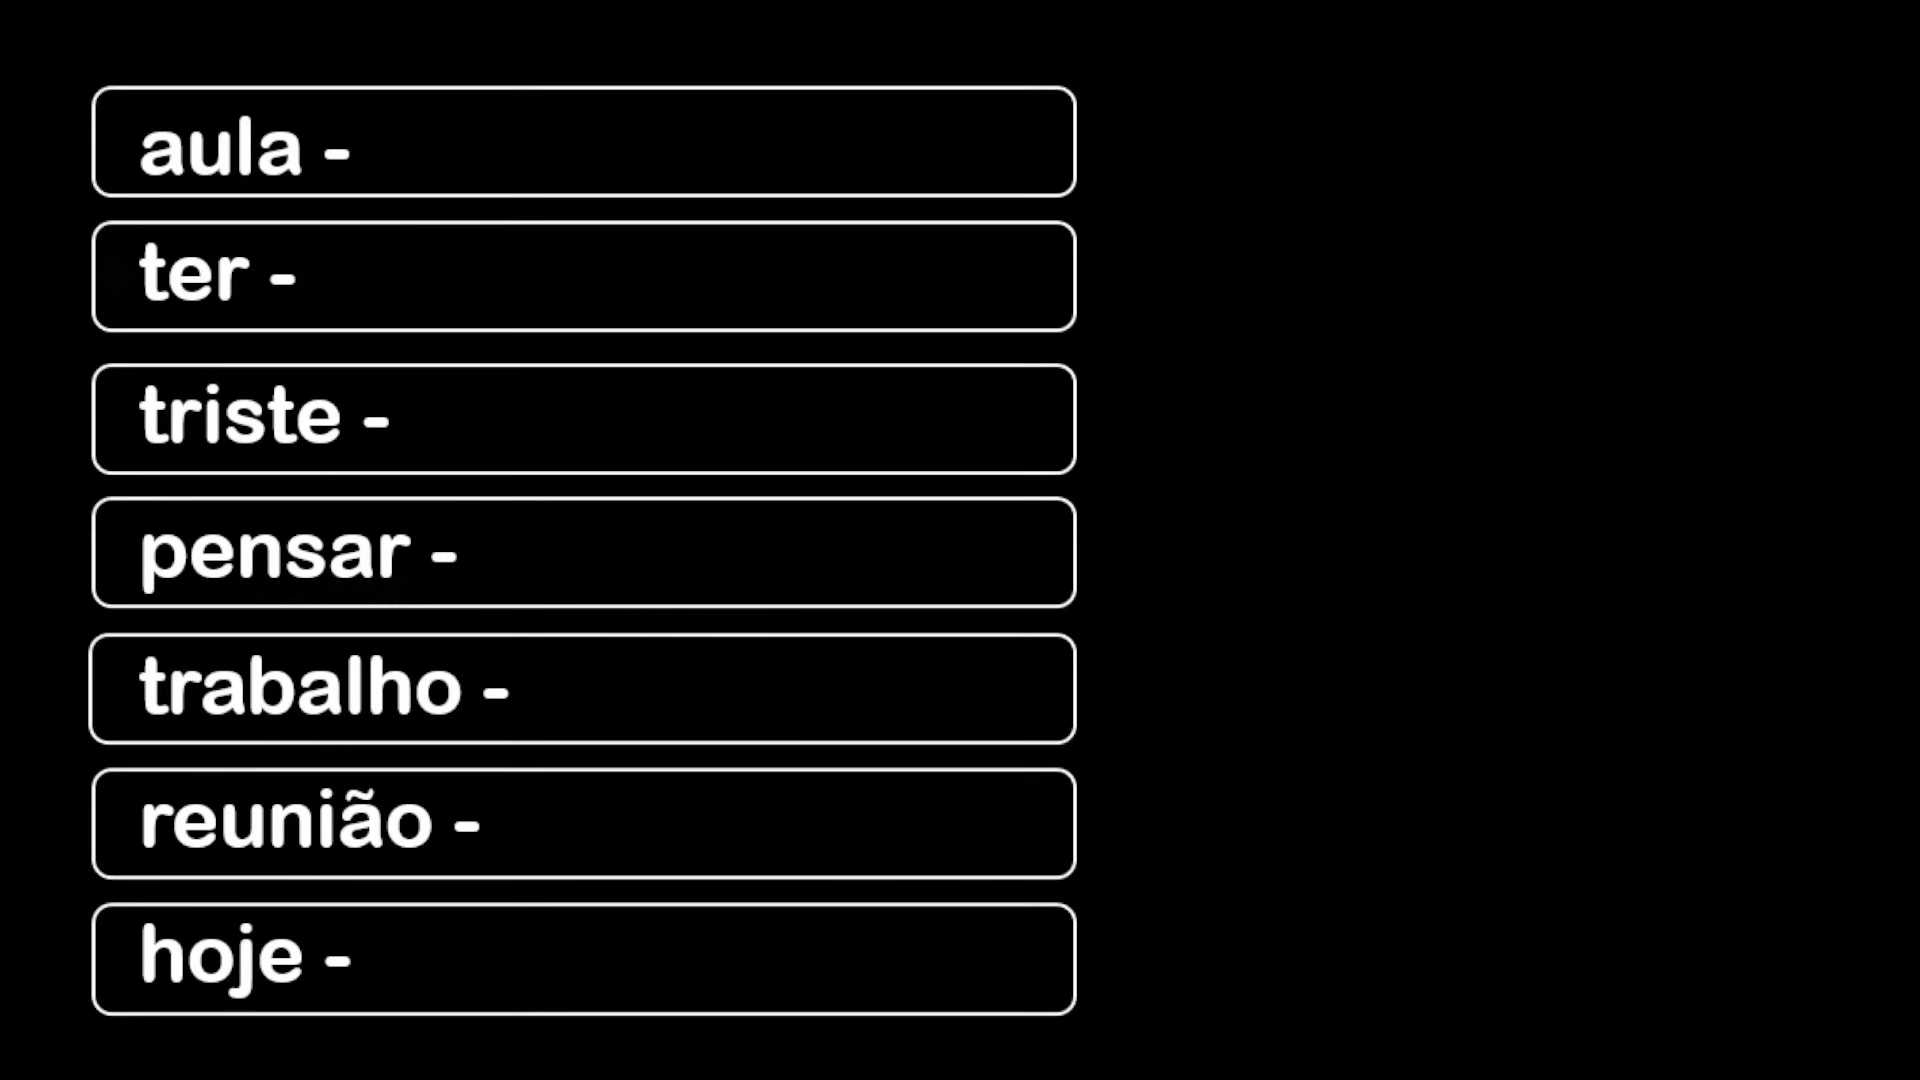 aula -
ter -
triste -
pensar -
trabalho -
reunião -
hoje -